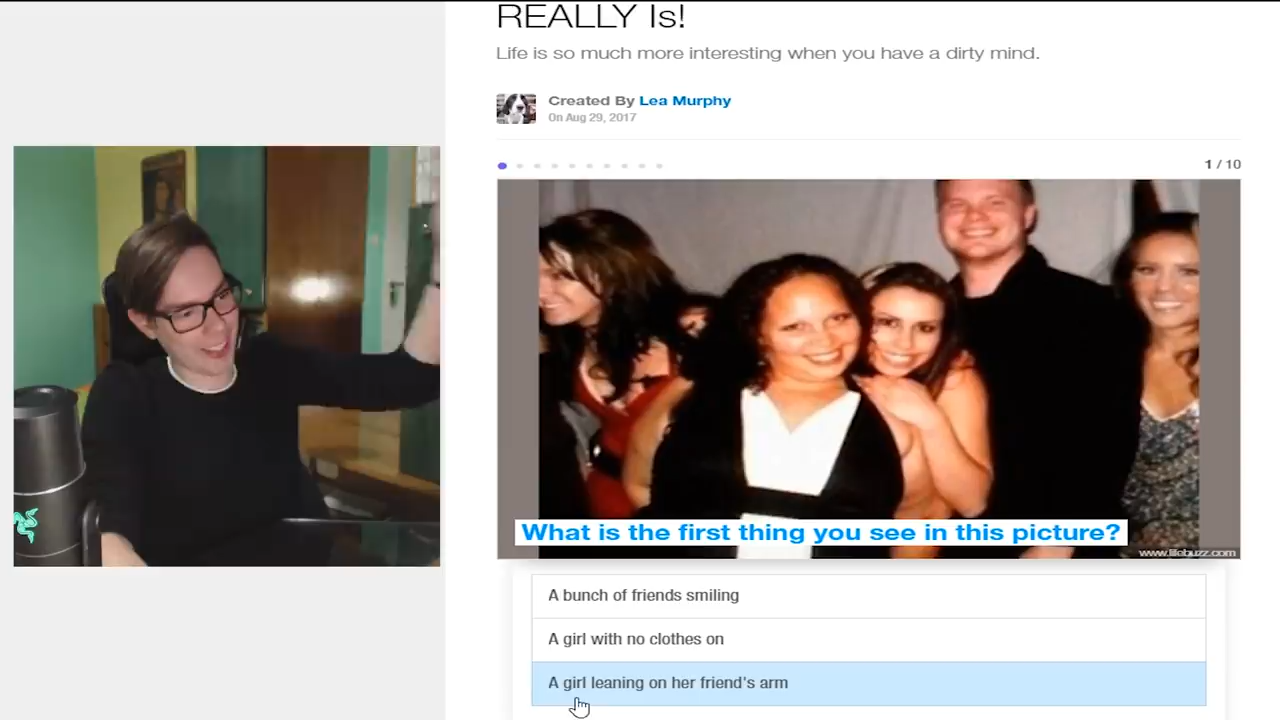 REALLY Is!
Life is so much more interesting when you have a dirty mind.
Created By Lea Murphy
On Aug 29, 2017
1 / 10
What is the first thing you see in this picture?
www.lifebuzz.com
A bunch of friends smiling
A girl with no clothes on
A girl leaning on her friend's arm